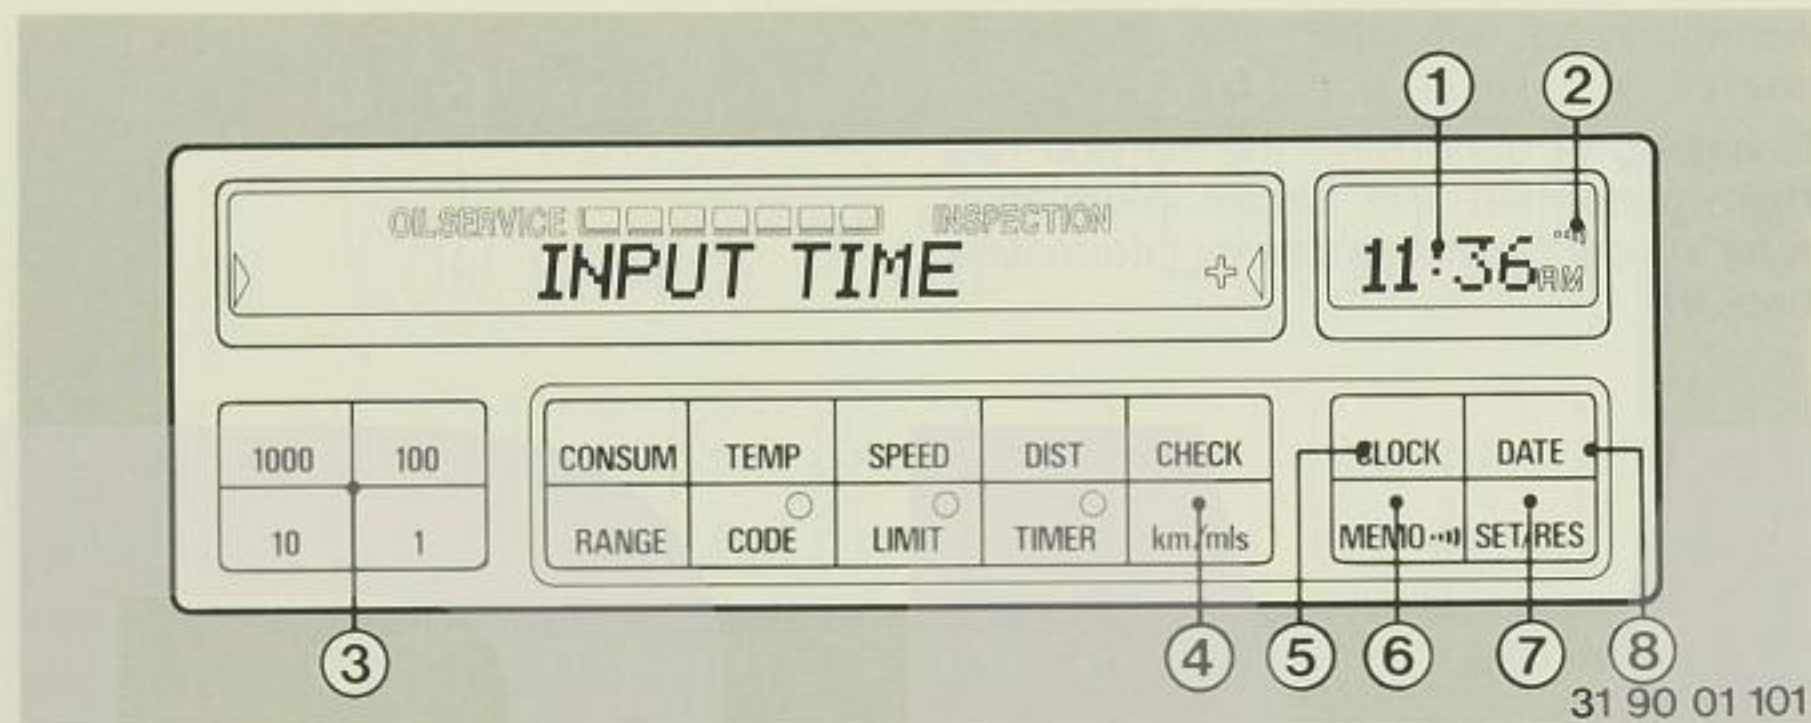 1 2
OILSERVICE INSPECTION
INPUT TIME + 11:36 AM
1000 100 CONSUM TEMP SPEED DIST CHECK CLOCK DATE
10 1 RANGE CODE LIMIT TIMER km/mls MEMO SET/RES
3 4 5 6 7 8
31 90 01 101